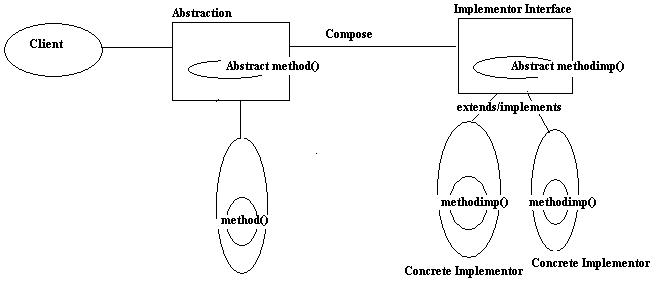 Abstraction
Implementor Interface
Client
Compose
Abstract method()
Abstract methodimp()
extends/implements
method()
methodimp()
methodimp()
Concrete Implementor
Concrete Implementor